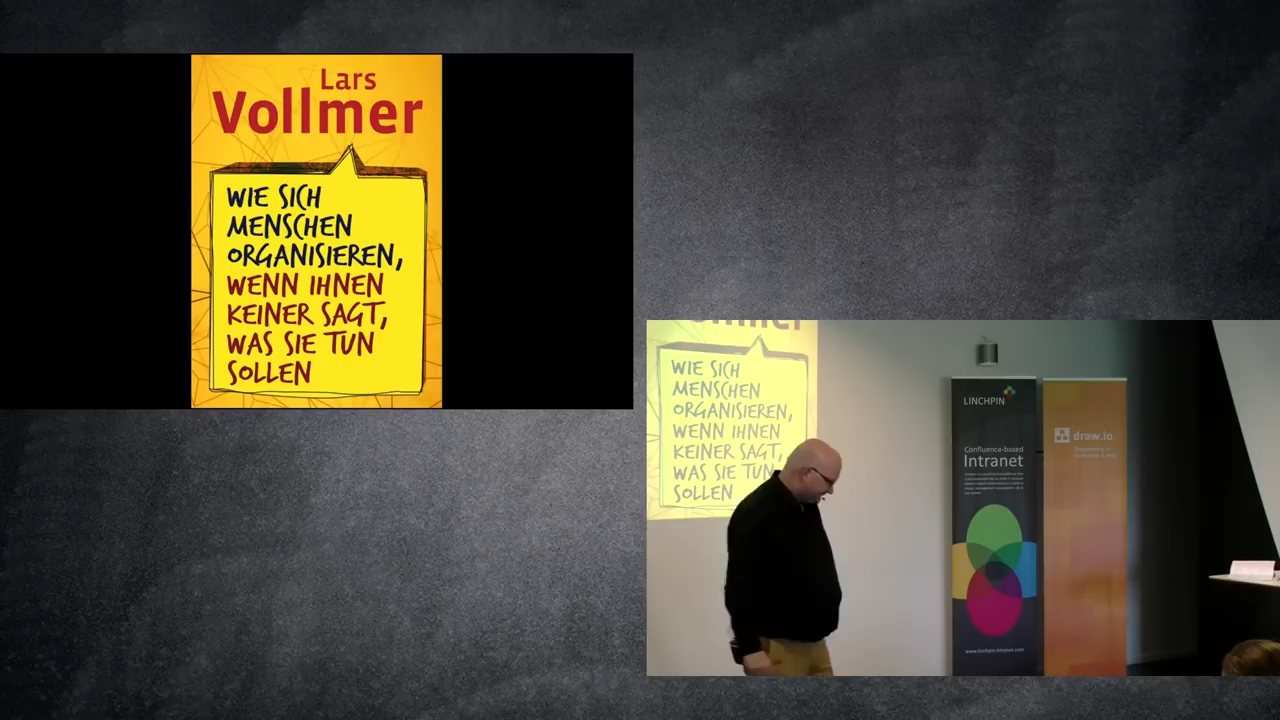 Lars
Vollmer
WIE SICH
MENSCHEN
ORGANISIEREN,
WENN IHNEN
KEINER SAGT,
WAS SIE TUN
SOLLEN
WIE SICH
MENSCHEN
ORGANISIEREN,
WENN IHNEN
KEINER SAGT,
WAS SIE TUN
SOLLEN
LINCHPIN
Confluence-based
Intranet
www.linchpin-intranet.com
draw.io